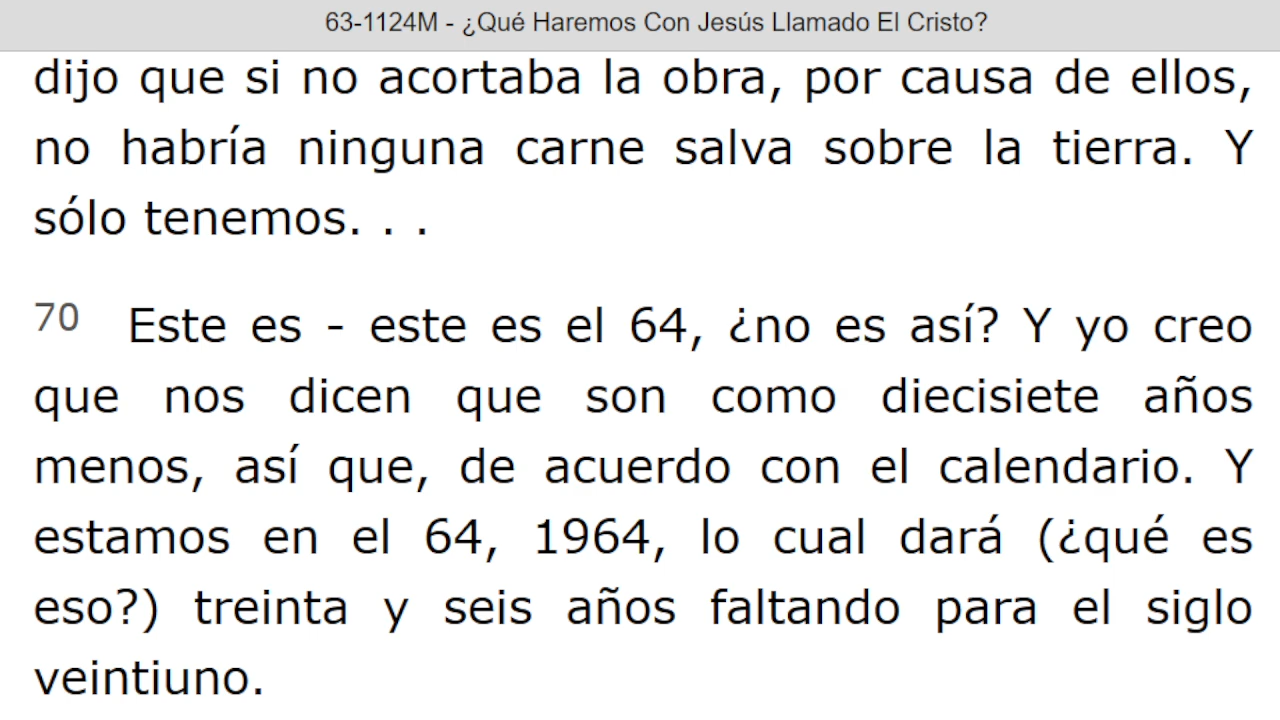 63-1124M - ¿Qué Haremos Con Jesús Llamado El Cristo?
dijo que si no acortaba la obra, por causa de ellos,
no habría ninguna carne salva sobre la tierra. Y
sólo tenemos. . .
70 Este es - este es el 64, ¿no es así? Y yo creo
que nos dicen que son como diecisiete años
menos, así que, de acuerdo con el calendario. Y
estamos en el 64, 1964, lo cual dará (¿qué es
eso?) treinta y seis años faltando para el siglo
veintiuno.